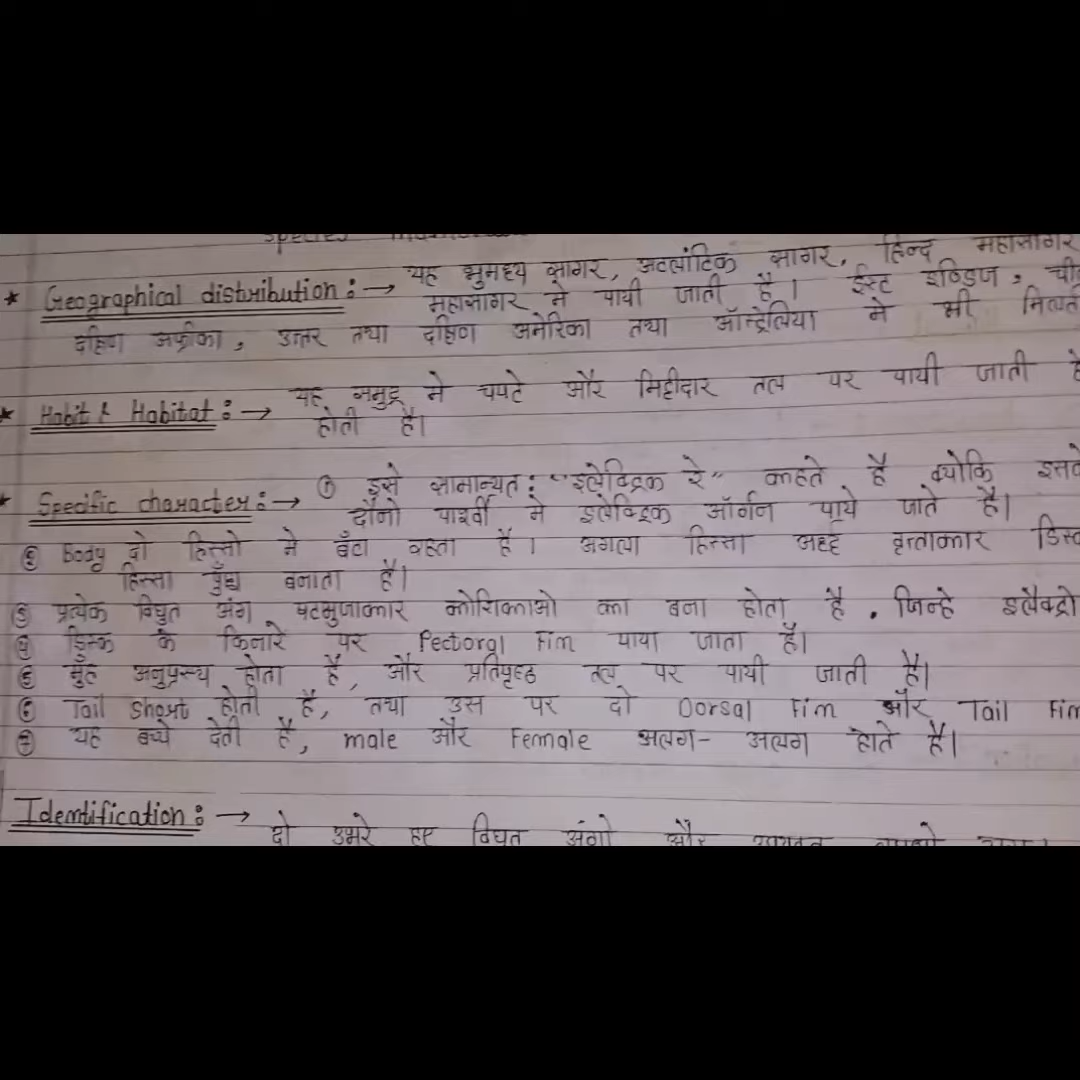 ★ Geographical distribution : → यह भुमध्य सागर, अटलांटिक सागर, हिन्द महासागर
महासागर मे पायी जाती है। ईस्ट इण्डिज,
दक्षिण अफ्रीका, उत्तर तथा दक्षिण अमेरिका तथा ऑस्ट्रेलिया मे भी
★ Habit & Habitat : → यह समुद्र मे चपटे और मिट्टीदार तल पर पायी जाती
होती है।
★ Specific character : → ① इसे सामान्यत: "इलेक्ट्रिक रे" कहते है क्योकि
दोनो पार्श्वी मे इलेक्ट्रिक ऑर्गन पाये जाते है।
② Body दो हिस्सो मे बँटा रहता है। अगला हिस्सा अर्ध्द वृत्ताकार
हिस्सा पुँछ बनाता है।
③ प्रत्येक विधुत अंग षटभुजाकार कोशिकाओ का बना होता है, जिन्हे इलैक्ट्रो
④ डिस्क के किनारे पर Pectoral Fim पाया जाता है।
⑤ मुँह अनुप्रस्थ होता है, और प्रतिपृष्ठ तल पर पायी जाती है।
⑥ Tail short होती है, तथा उस पर दो Dorsal Fim और Tail Fim
⑦ यह बच्चे देती है, male और Female अलग- अलग होते है।
Identification : → दो उभरे हुए विधुत अंगो और